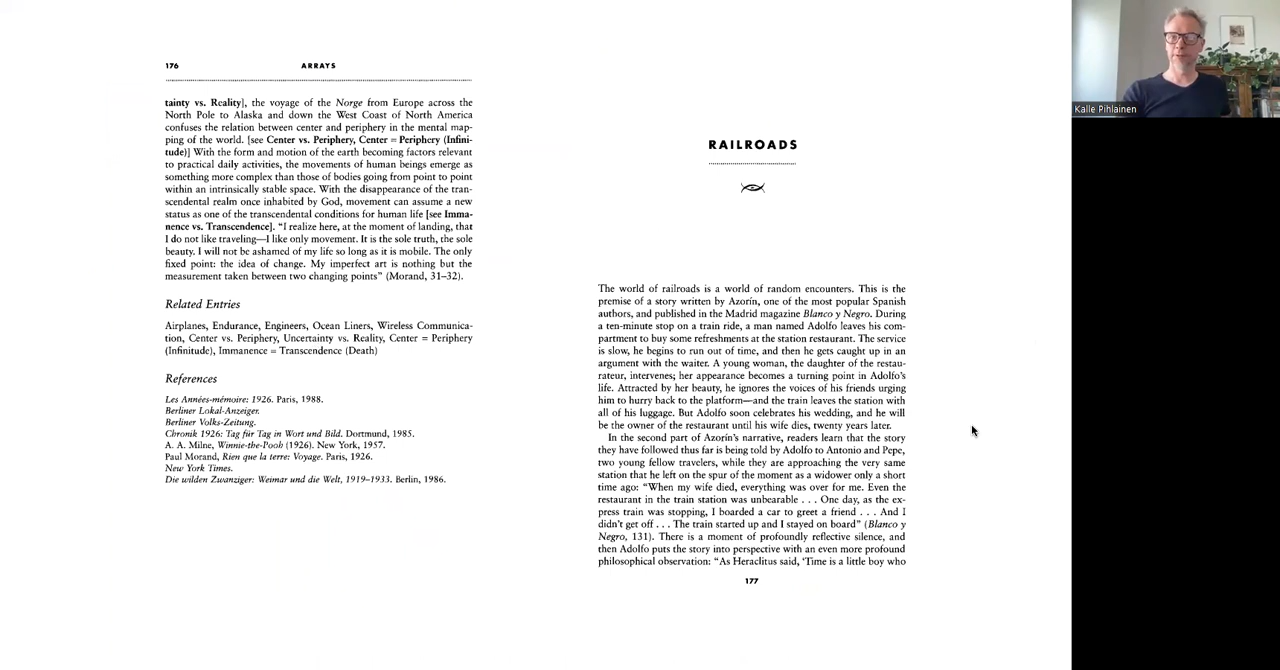 176
ARRAYS
tainty vs. Reality], the voyage of the Norge from Europe across the
North Pole to Alaska and down the West Coast of North America
confuses the relation between center and periphery in the mental map-
ping of the world. [see Center vs. Periphery, Center = Periphery (Infini-
tude)] With the form and motion of the earth becoming factors relevant
to practical daily activities, the movements of human beings emerge as
something more complex than those of bodies going from point to point
within an intrinsically stable space. With the disappearance of the tran-
scendental realm once inhabited by God, movement can assume a new
status as one of the transcendental conditions for human life [see Imma-
nence vs. Transcendence]. “I realize here, at the moment of landing, that
I do not like traveling—I like only movement. It is the sole truth, the sole
beauty. I will not be ashamed of my life so long as it is mobile. The only
fixed point: the idea of change. My imperfect art is nothing but the
measurement taken between two changing points” (Morand, 31–32).
Related Entries
Airplanes, Endurance, Engineers, Ocean Liners, Wireless Communica-
tion, Center vs. Periphery, Uncertainty vs. Reality, Center = Periphery
(Infinitude), Immanence = Transcendence (Death)
References
Les Années-mémoire: 1926. Paris, 1988.
Berliner Lokal-Anzeiger.
Berliner Volks-Zeitung.
Chronik 1926: Tag für Tag in Wort und Bild. Dortmund, 1985.
A. A. Milne, Winnie-the-Pooh (1926). New York, 1957.
Paul Morand, Rien que la terre: Voyage. Paris, 1926.
New York Times.
Die wilden Zwanziger: Weimar und die Welt, 1919–1933. Berlin, 1986.
RAILROADS
The world of railroads is a world of random encounters. This is the
premise of a story written by Azorín, one of the most popular Spanish
authors, and published in the Madrid magazine Blanco y Negro. During
a ten-minute stop on a train ride, a man named Adolfo leaves his com-
partment to buy some refreshments at the station restaurant. The service
is slow, he begins to run out of time, and then he gets caught up in an
argument with the waiter. A young woman, the daughter of the restau-
rateur, intervenes; her appearance becomes a turning point in Adolfo's
life. Attracted by her beauty, he ignores the voices of his friends urging
him to hurry back to the platform—and the train leaves the station with
all of his luggage. But Adolfo soon celebrates his wedding, and he will
be the owner of the restaurant until his wife dies, twenty years later.
In the second part of Azorín's narrative, readers learn that the story
they have followed thus far is being told by Adolfo to Antonio and Pepe,
two young fellow travelers, while they are approaching the very same
station that he left on the spur of the moment as a widower only a short
time ago: “When my wife died, everything was over for me. Even the
restaurant in the train station was unbearable . . . One day, as the ex-
press train was stopping, I boarded a car to greet a friend . . . And I
didn't get off . . . The train started up and I stayed on board” (Blanco y
Negro, 131). There is a moment of profoundly reflective silence, and
then Adolfo puts the story into perspective with an even more profound
philosophical observation: “As Heraclitus said, ‘Time is a little boy who
177
Kalle Pihlainen